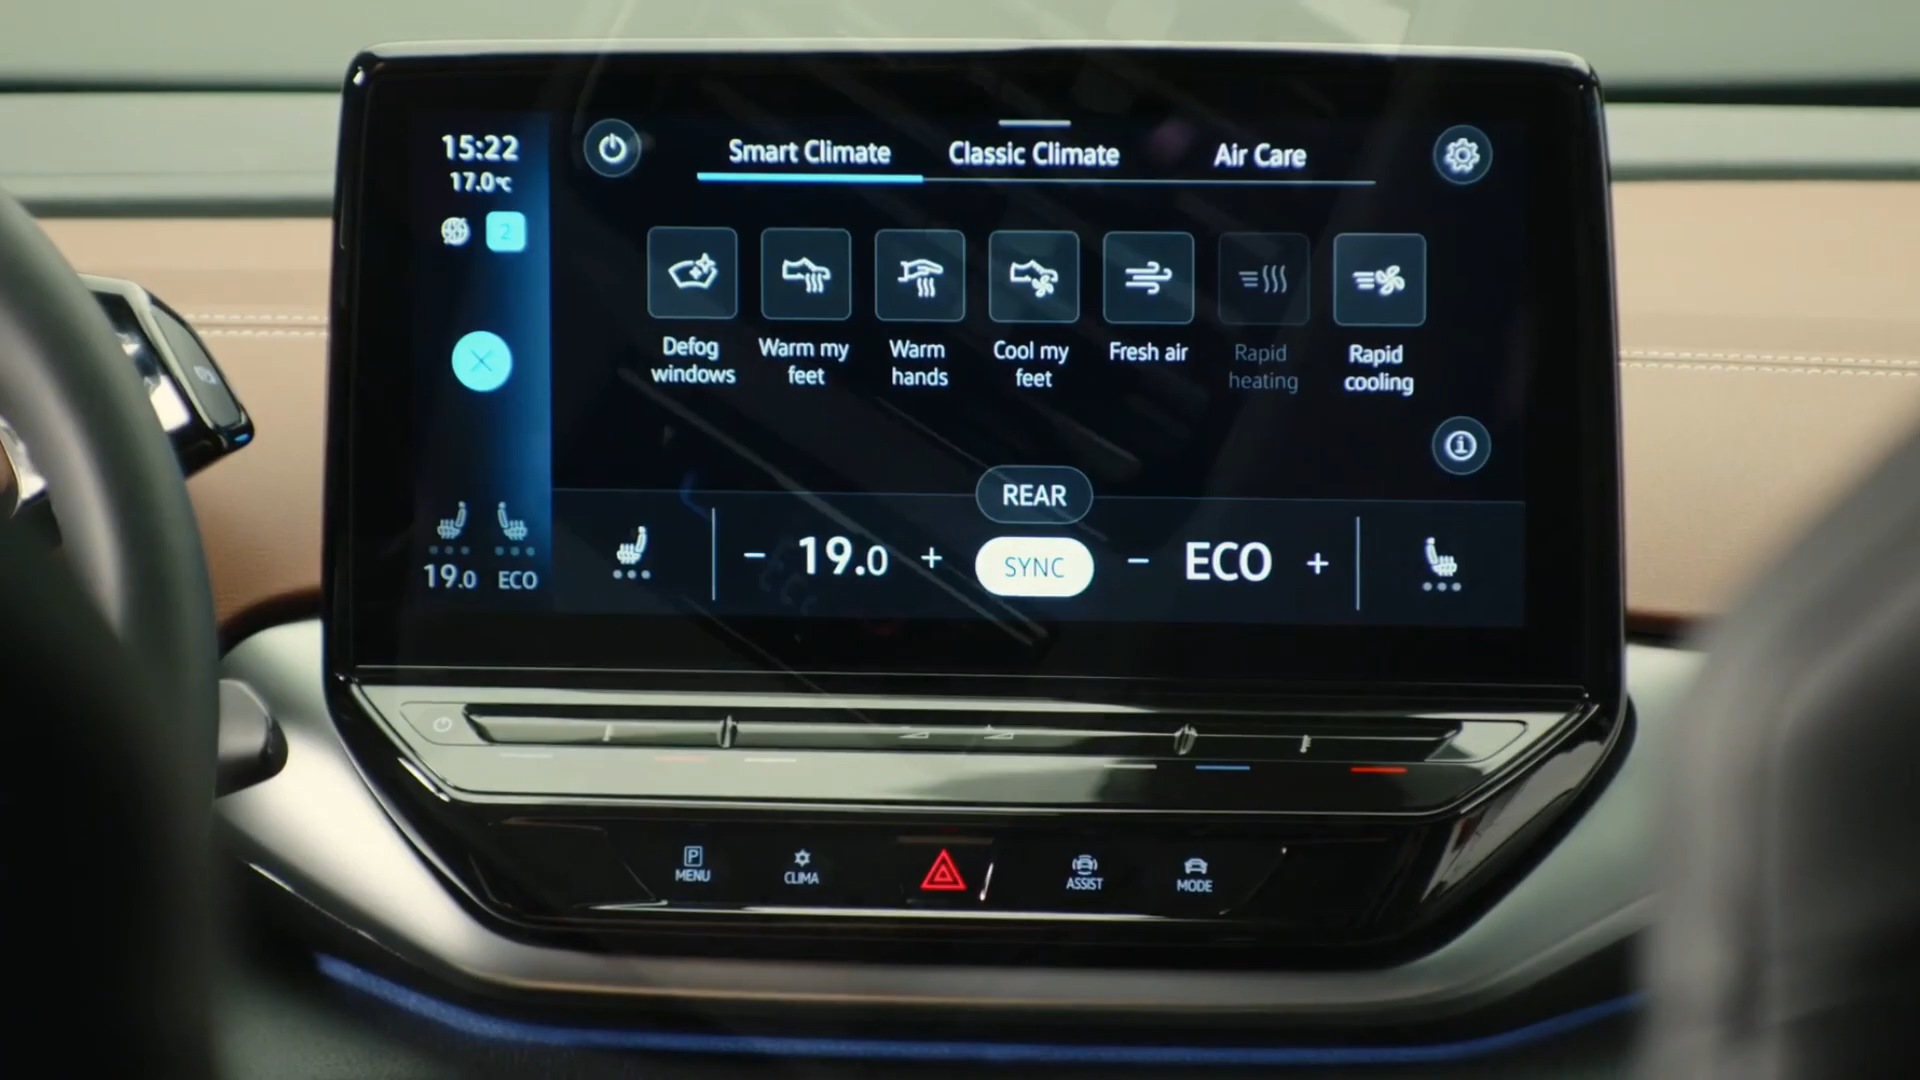 15:22
17.0°C
2
Smart Climate
Classic Climate
Air Care
Defog
windows
Warm my
feet
Warm
hands
Cool my
feet
Fresh air
Rapid
heating
Rapid
cooling
REAR
− 19.0 +
SYNC
− ECO +
19.0
ECO
P
MENU
CLIMA
ASSIST
MODE